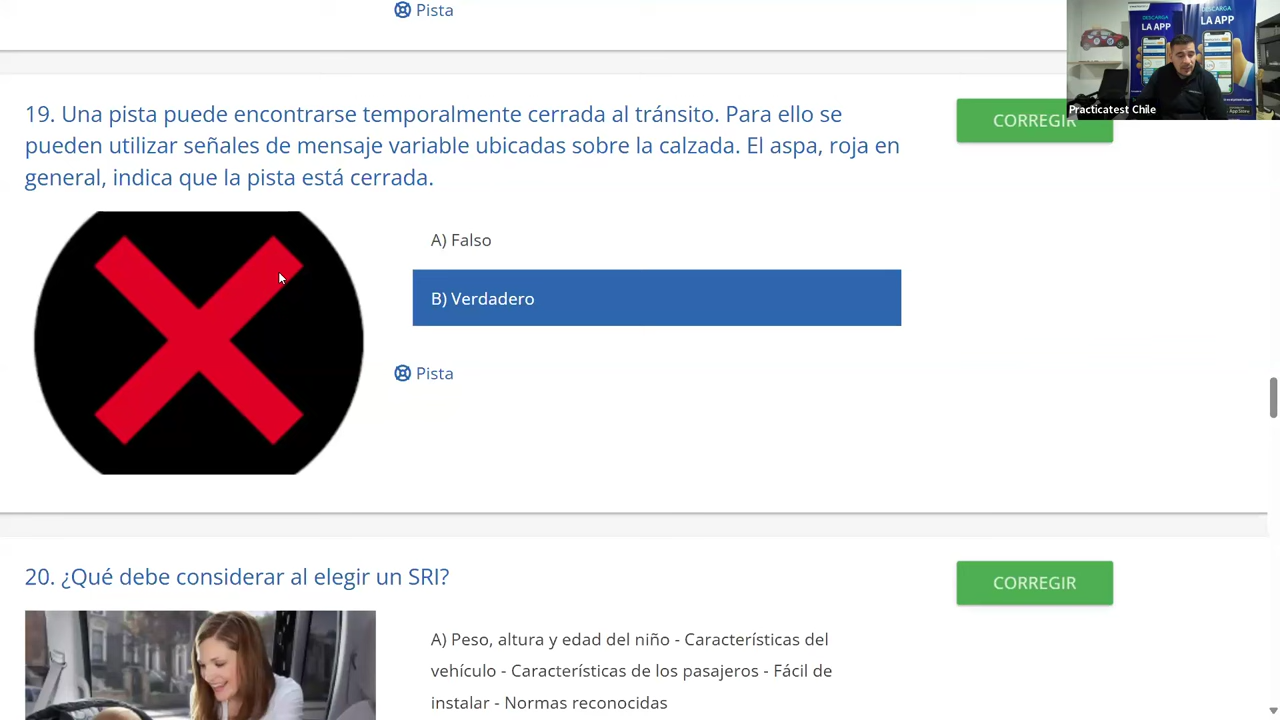 Pista
DESCARGA
LA APP
DESCARGA
LA APP
Practicatest Chile
19. Una pista puede encontrarse temporalmente cerrada al tránsito. Para ello se
pueden utilizar señales de mensaje variable ubicadas sobre la calzada. El aspa, roja en
general, indica que la pista está cerrada.
CORREGIR
A) Falso
B) Verdadero
Pista
20. ¿Qué debe considerar al elegir un SRI?
CORREGIR
A) Peso, altura y edad del niño - Características del
vehículo - Características de los pasajeros - Fácil de
instalar - Normas reconocidas